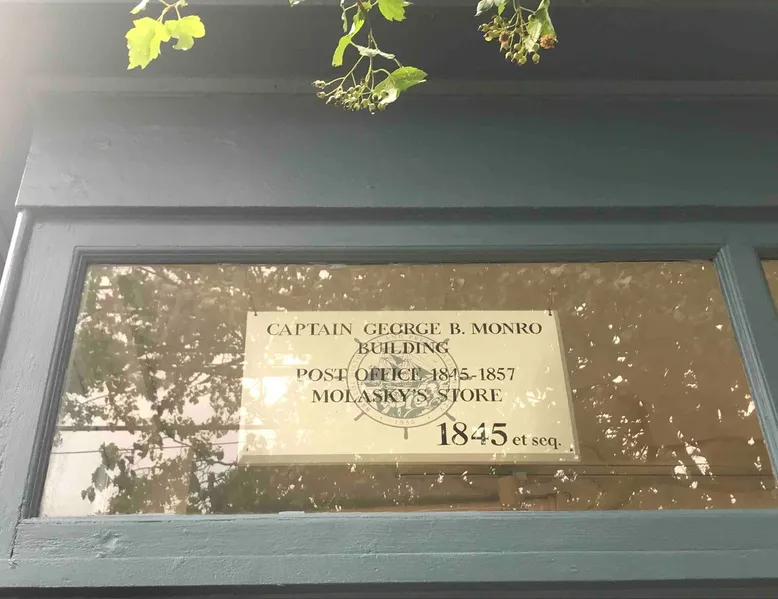 CAPTAIN GEORGE B. MONRO
BUILDING
POST OFFICE 1845-1857
MOLASKY'S STORE
1845 et seq.